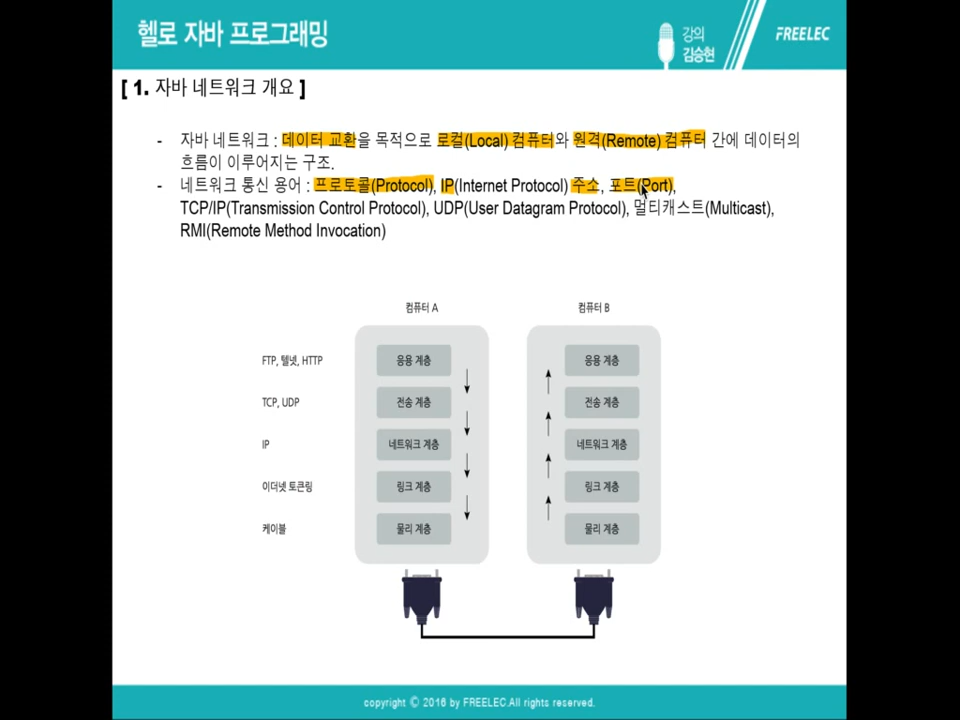 헬로 자바 프로그래밍
강의
김승현
FREELEC
[ 1. 자바 네트워크 개요 ]
- 자바 네트워크 : 데이터 교환을 목적으로 로컬(Local) 컴퓨터와 원격(Remote) 컴퓨터 간에 데이터의
흐름이 이루어지는 구조.
- 네트워크 통신 용어 : 프로토콜(Protocol), IP(Internet Protocol) 주소, 포트(Port),
TCP/IP(Transmission Control Protocol), UDP(User Datagram Protocol), 멀티캐스트(Multicast),
RMI(Remote Method Invocation)
컴퓨터 A 컴퓨터 B
FTP, 텔넷, HTTP 응용 계층 응용 계층
TCP, UDP 전송 계층 전송 계층
IP 네트워크 계층 네트워크 계층
이더넷 토큰링 링크 계층 링크 계층
케이블 물리 계층 물리 계층
copyright © 2016 by FREELEC.All rights reserved.